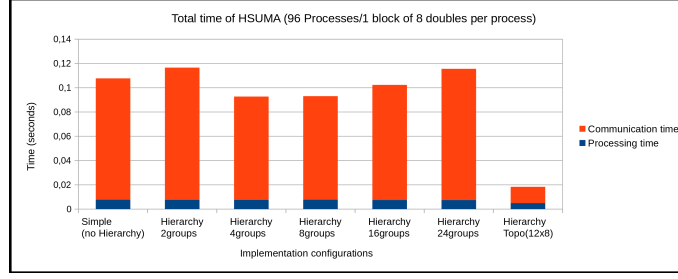 Total time of HSUMA (96 Processes/1 block of 8 doubles per process)
0,14
0,12
0,1
0,08
0,06
0,04
0,02
0
Time (seconds)
Communication time
Processing time
Simple
(no Hierarchy)
Hierarchy
2groups
Hierarchy
4groups
Hierarchy
8groups
Hierarchy
16groups
Hierarchy
24groups
Hierarchy
Topo(12x8)
Implementation configurations